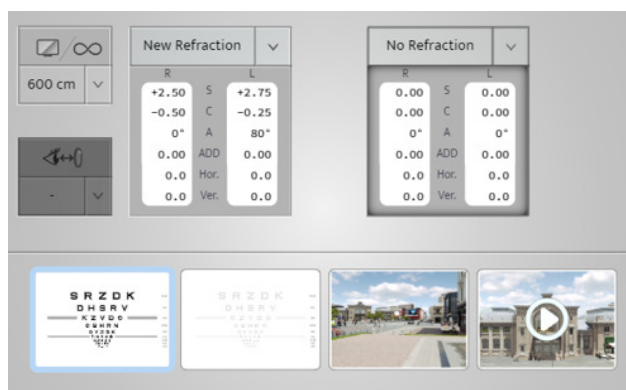 ∞
600 cm
-
New Refraction
R L
+2.50 S +2.75
-0.50 C -0.25
0° A 80°
0.00 ADD 0.00
0.0 Hor. 0.0
0.0 Ver. 0.0
No Refraction
R L
0.00 S 0.00
0.00 C 0.00
0° A 0°
0.00 ADD 0.00
0.0 Hor. 0.0
0.0 Ver. 0.0
S R Z D K
D H S R V
K Z V D C
S R Z D K
D H S R V